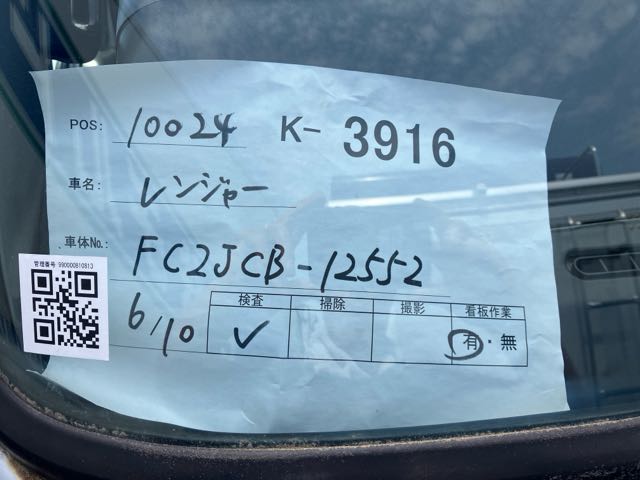 POS: 10024 K-3916
車名: レンジャー
車体No.: FC2JCB-12552
管理番号 990000810813
6/10
検査 掃除 撮影 看板作業
✓ 有・無